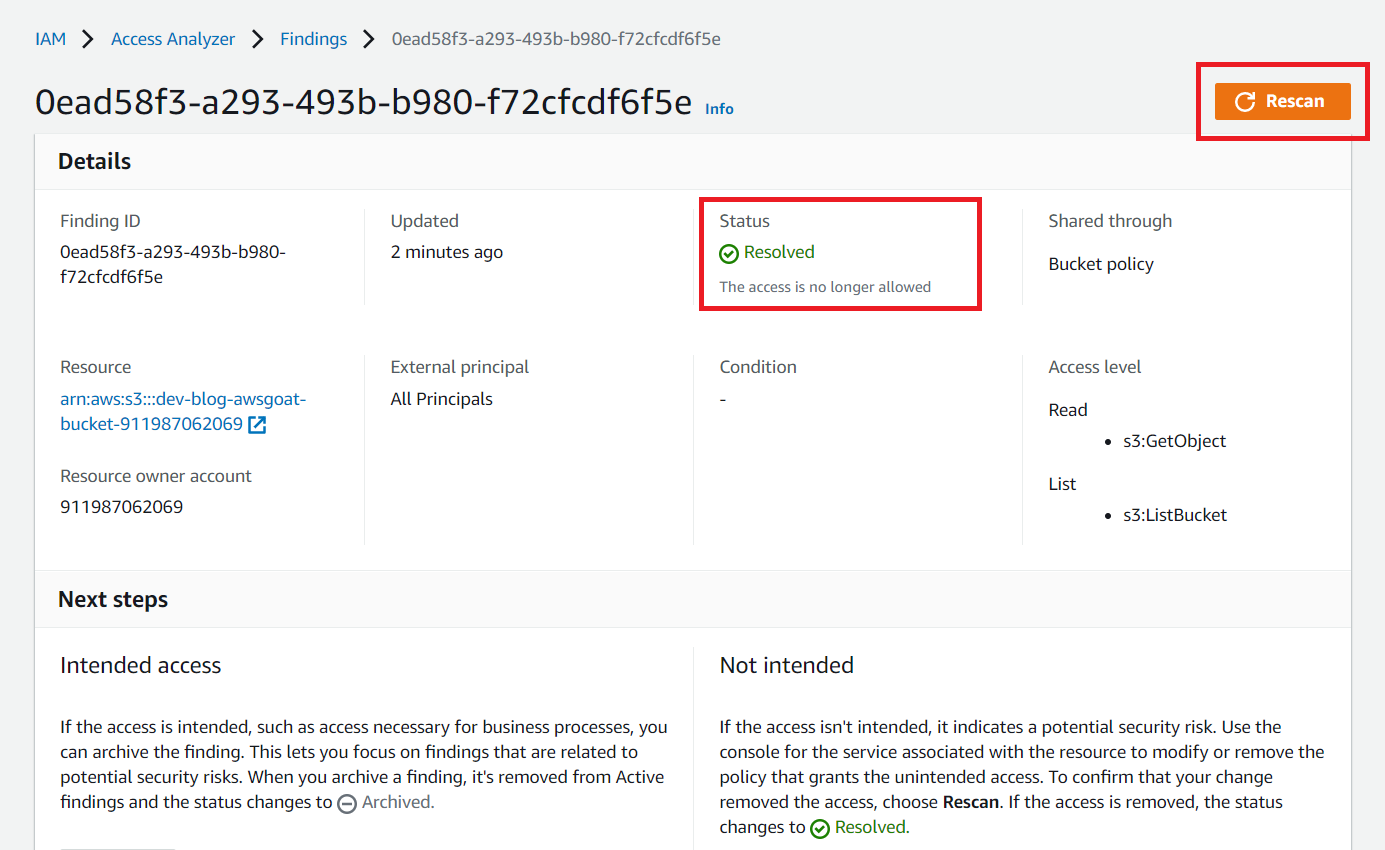 IAM > Access Analyzer > Findings > 0ead58f3-a293-493b-b980-f72cfcdf6f5e
0ead58f3-a293-493b-b980-f72cfcdf6f5e Info
Rescan
Details
Finding ID
0ead58f3-a293-493b-b980-
f72cfcdf6f5e
Updated
2 minutes ago
Status
Resolved
The access is no longer allowed
Shared through
Bucket policy
Resource
arn:aws:s3:::dev-blog-awsgoat-
bucket-911987062069
Resource owner account
911987062069
External principal
All Principals
Condition
-
Access level
Read
• s3:GetObject
List
• s3:ListBucket
Next steps
Intended access
If the access is intended, such as access necessary for business processes, you
can archive the finding. This lets you focus on findings that are related to
potential security risks. When you archive a finding, it's removed from Active
findings and the status changes to Archived.
Not intended
If the access isn't intended, it indicates a potential security risk. Use the
console for the service associated with the resource to modify or remove the
policy that grants the unintended access. To confirm that your change
removed the access, choose Rescan. If the access is removed, the status
changes to Resolved.